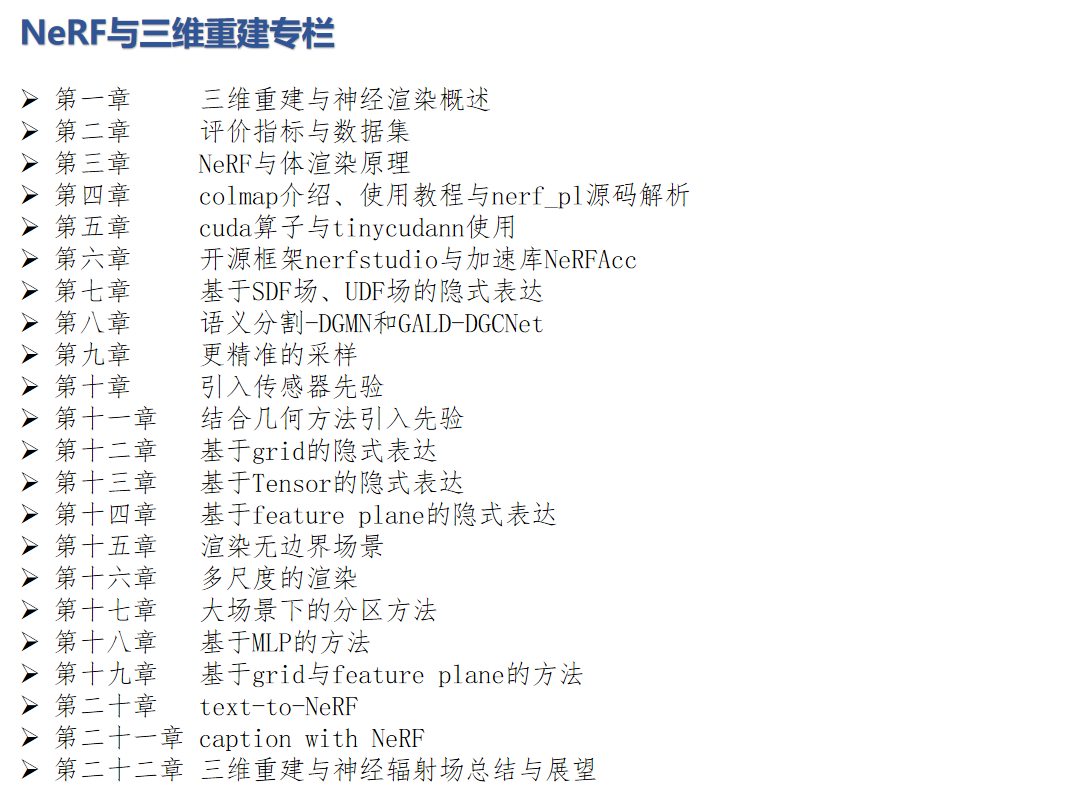 NeRF与三维重建专栏
➢ 第一章 三维重建与神经渲染概述
➢ 第二章 评价指标与数据集
➢ 第三章 NeRF与体渲染原理
➢ 第四章 colmap介绍、使用教程与nerf_pl源码解析
➢ 第五章 cuda算子与tinycudann使用
➢ 第六章 开源框架nerfstudio与加速库NeRFAcc
➢ 第七章 基于SDF场、UDF场的隐式表达
➢ 第八章 语义分割-DGMN和GALD-DGCNet
➢ 第九章 更精准的采样
➢ 第十章 引入传感器先验
➢ 第十一章 结合几何方法引入先验
➢ 第十二章 基于grid的隐式表达
➢ 第十三章 基于Tensor的隐式表达
➢ 第十四章 基于feature plane的隐式表达
➢ 第十五章 渲染无边界场景
➢ 第十六章 多尺度的渲染
➢ 第十七章 大场景下的分区方法
➢ 第十八章 基于MLP的方法
➢ 第十九章 基于grid与feature plane的方法
➢ 第二十章 text-to-NeRF
➢ 第二十一章 caption with NeRF
➢ 第二十二章 三维重建与神经辐射场总结与展望